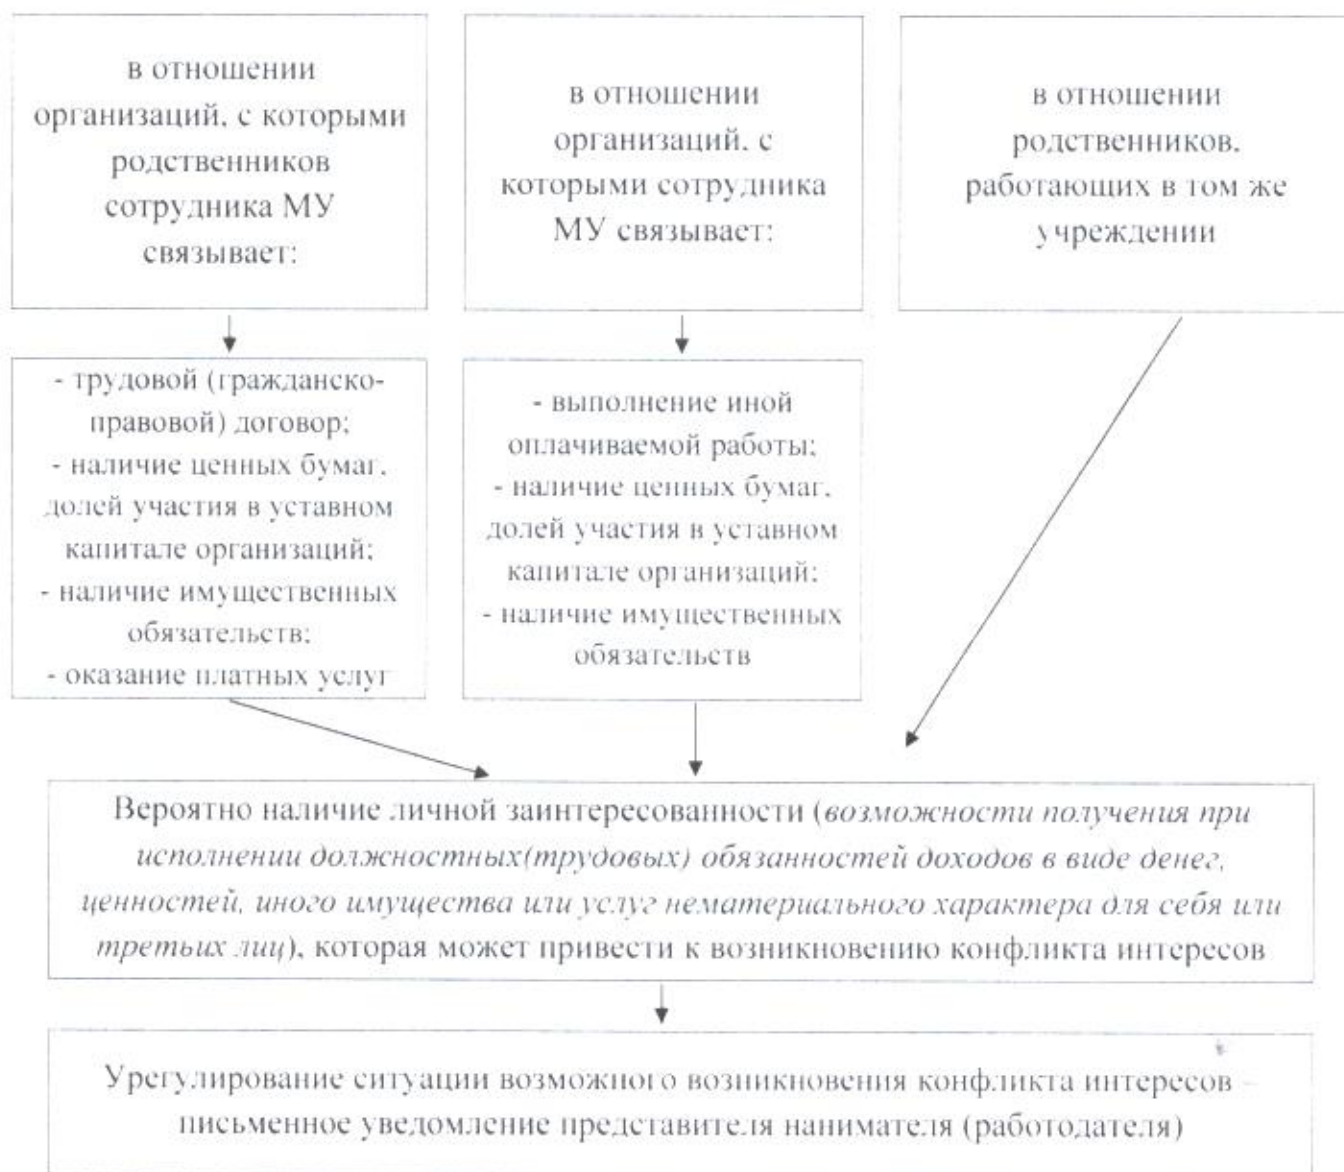 в отношении
организаций, с которыми
родственников
сотрудника МУ
связывает:
в отношении
организаций, с
которыми сотрудника
МУ связывает:
в отношении
родственников,
работающих в том же
учреждении
- трудовой (гражданско-
правовой) договор;
- наличие ценных бумаг,
долей участия в уставном
капитале организаций;
- наличие имущественных
обязательств;
- оказание платных услуг
- выполнение иной
оплачиваемой работы;
- наличие ценных бумаг,
долей участия в уставном
капитале организаций;
- наличие имущественных
обязательств
Вероятно наличие личной заинтересованности (возможности получения при
исполнении должностных(трудовых) обязанностей доходов в виде денег,
ценностей, иного имущества или услуг нематериального характера для себя или
третьих лиц), которая может привести к возникновению конфликта интересов
Урегулирование ситуации возможного возникновения конфликта интересов –
письменное уведомление представителя нанимателя (работодателя)